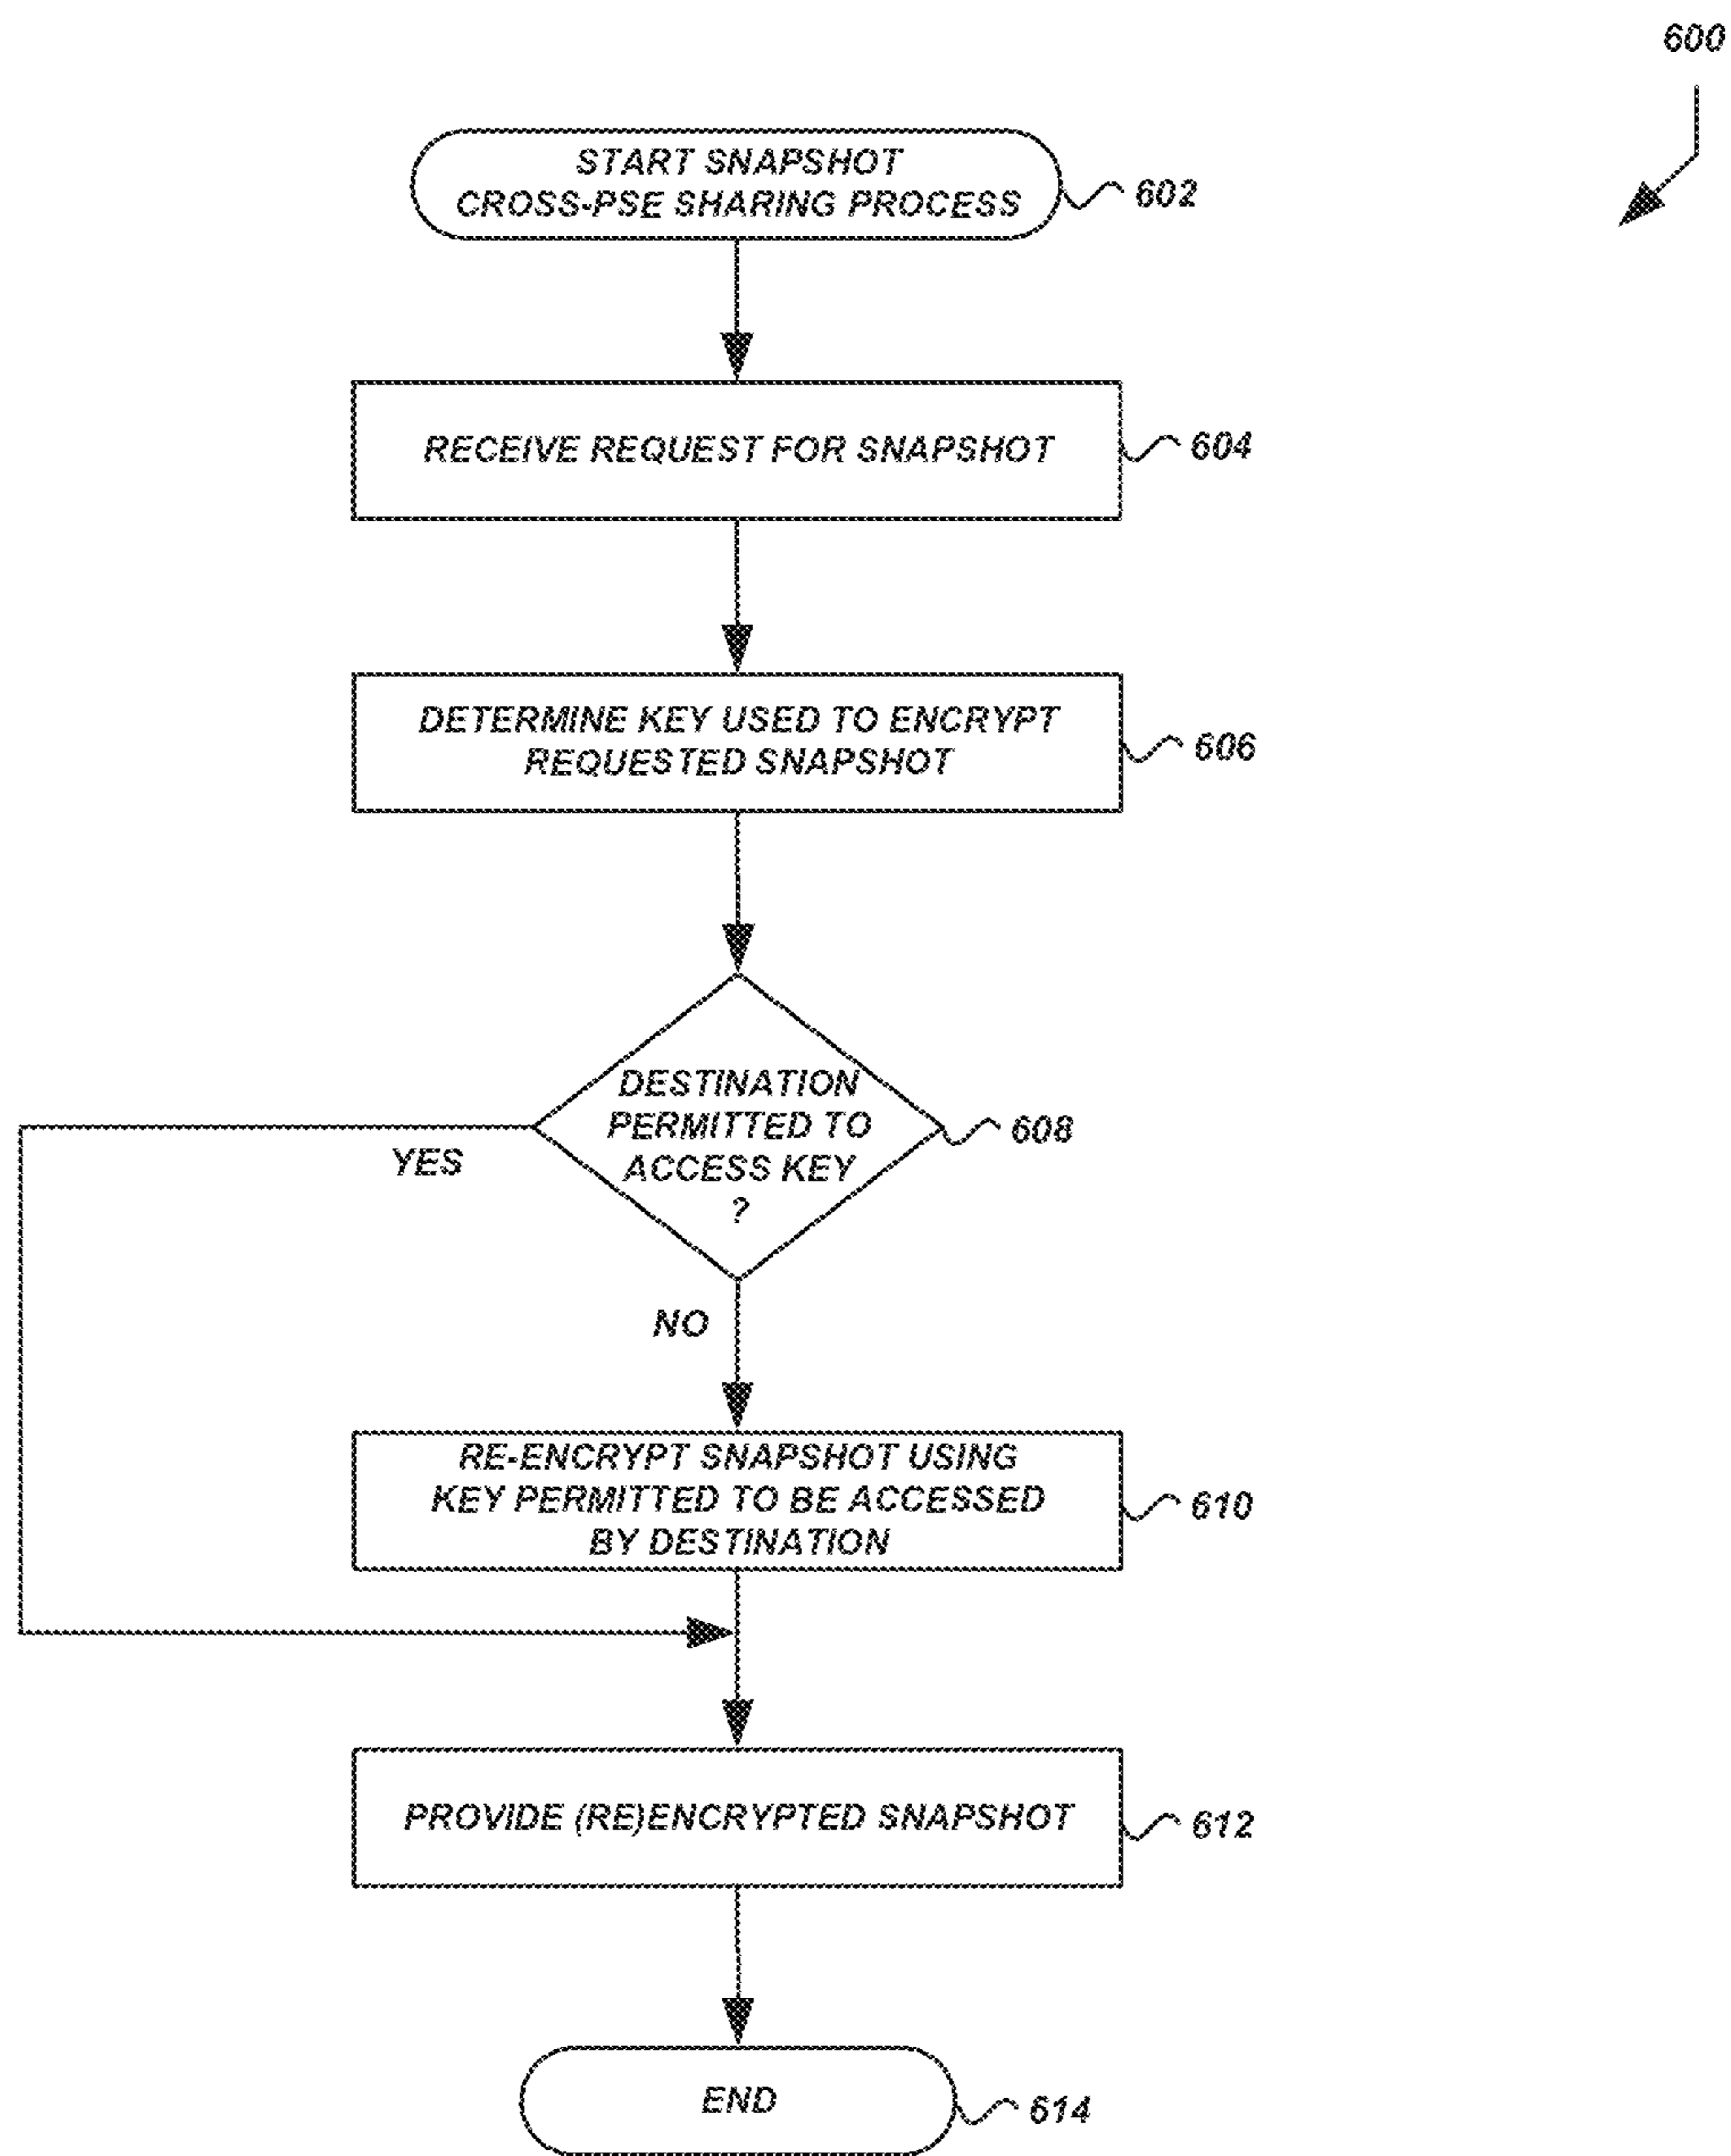 600
START SNAPSHOT
CROSS-PSE SHARING PROCESS
602
RECEIVE REQUEST FOR SNAPSHOT
604
DETERMINE KEY USED TO ENCRYPT
REQUESTED SNAPSHOT
606
DESTINATION
PERMITTED TO
ACCESS KEY
?
608
YES
NO
RE-ENCRYPT SNAPSHOT USING
KEY PERMITTED TO BE ACCESSED
BY DESTINATION
610
PROVIDE (RE)ENCRYPTED SNAPSHOT
612
END
614